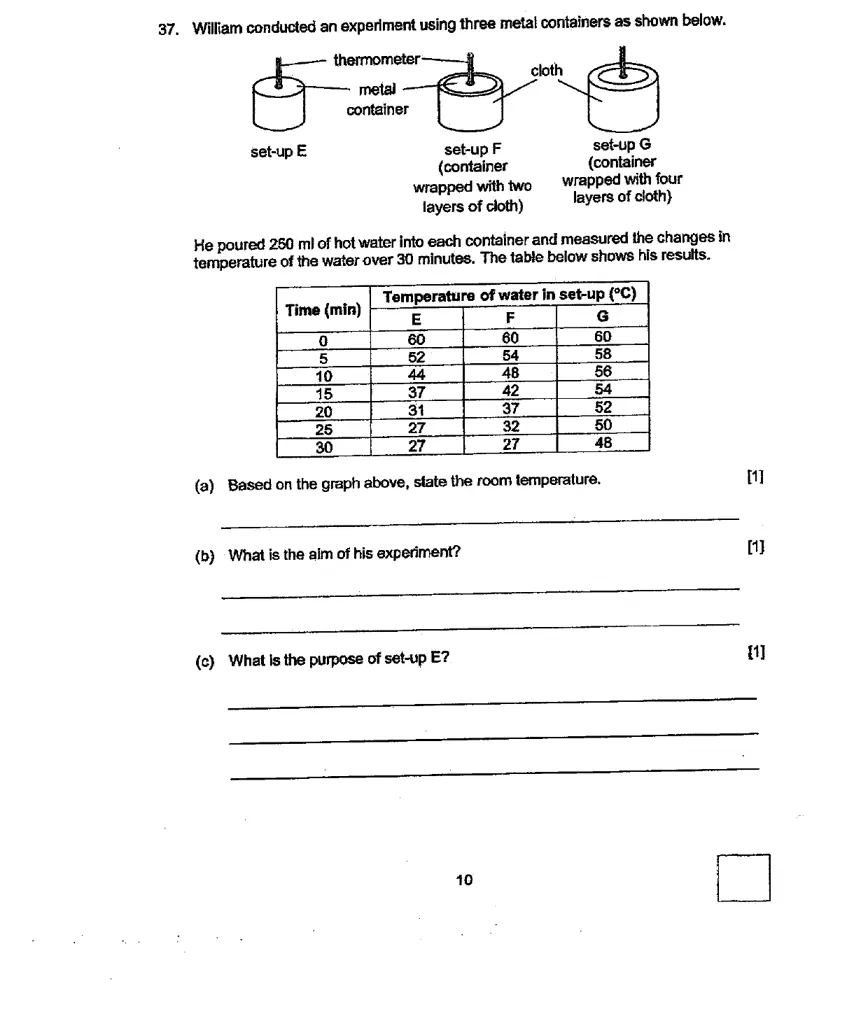 37. William conducted an experiment using three metal containers as shown below.
thermometer
cloth
metal
container
set-up E
set-up F
(container
wrapped with two
layers of cloth)
set-up G
(container
wrapped with four
layers of cloth)
He poured 250 ml of hot water into each container and measured the changes in
temperature of the water over 30 minutes. The table below shows his results.
Time (min) Temperature of water in set-up (°C)
E F G
0 60 60 60
5 52 54 58
10 44 48 56
15 37 42 54
20 31 37 52
25 27 32 50
30 27 27 48
(a) Based on the graph above, state the room temperature. [1]
(b) What is the aim of his experiment? [1]
(c) What is the purpose of set-up E? [1]
10